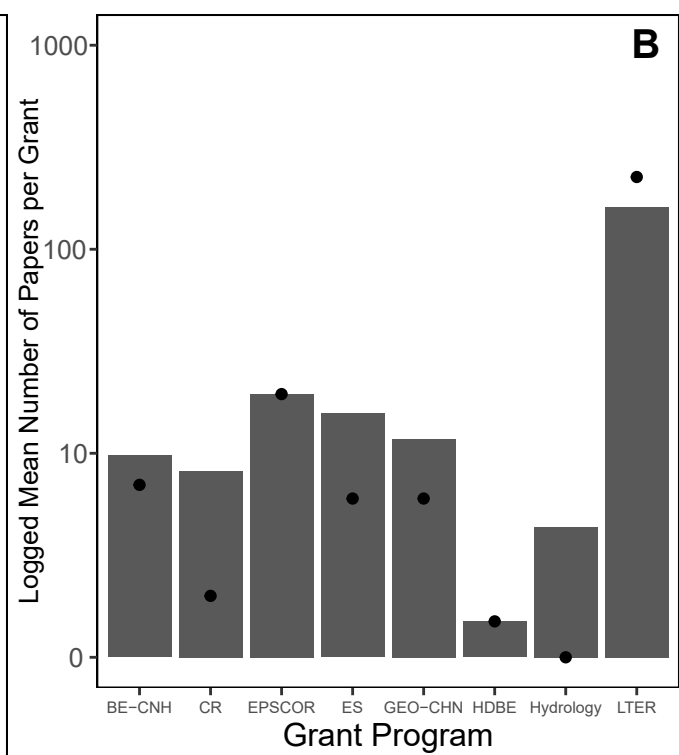 B
Logged Mean Number of Papers per Grant
1000
100
10
0
BE−CNH CR EPSCOR ES GEO−CHN HDBE Hydrology LTER
Grant Program